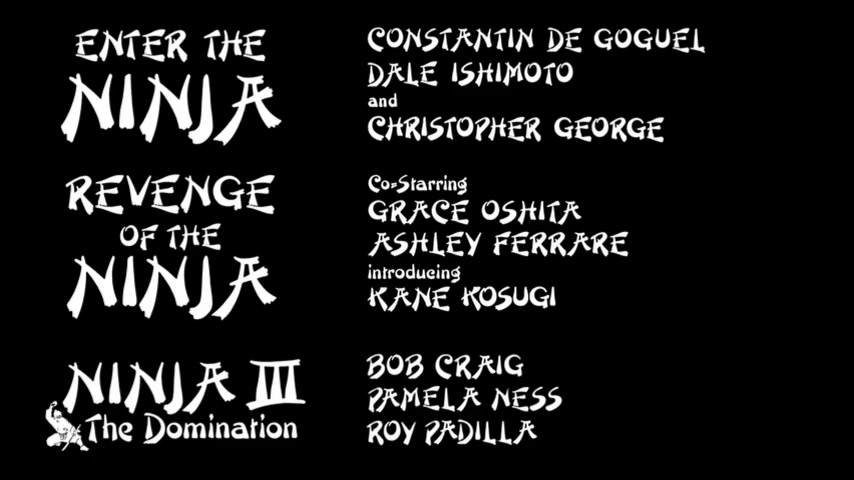 ENTER THE
NINJA
CONSTANTIN DE GOGUEL
DALE ISHIMOTO
and
CHRISTOPHER GEORGE
REVENGE
OF THE
NINJA
Co-Starring
GRACE OSHITA
ASHLEY FERRARE
introducing
KANE KOSUGI
NINJA III
The Domination
BOB CRAIG
PAMELA NESS
ROY PADILLA